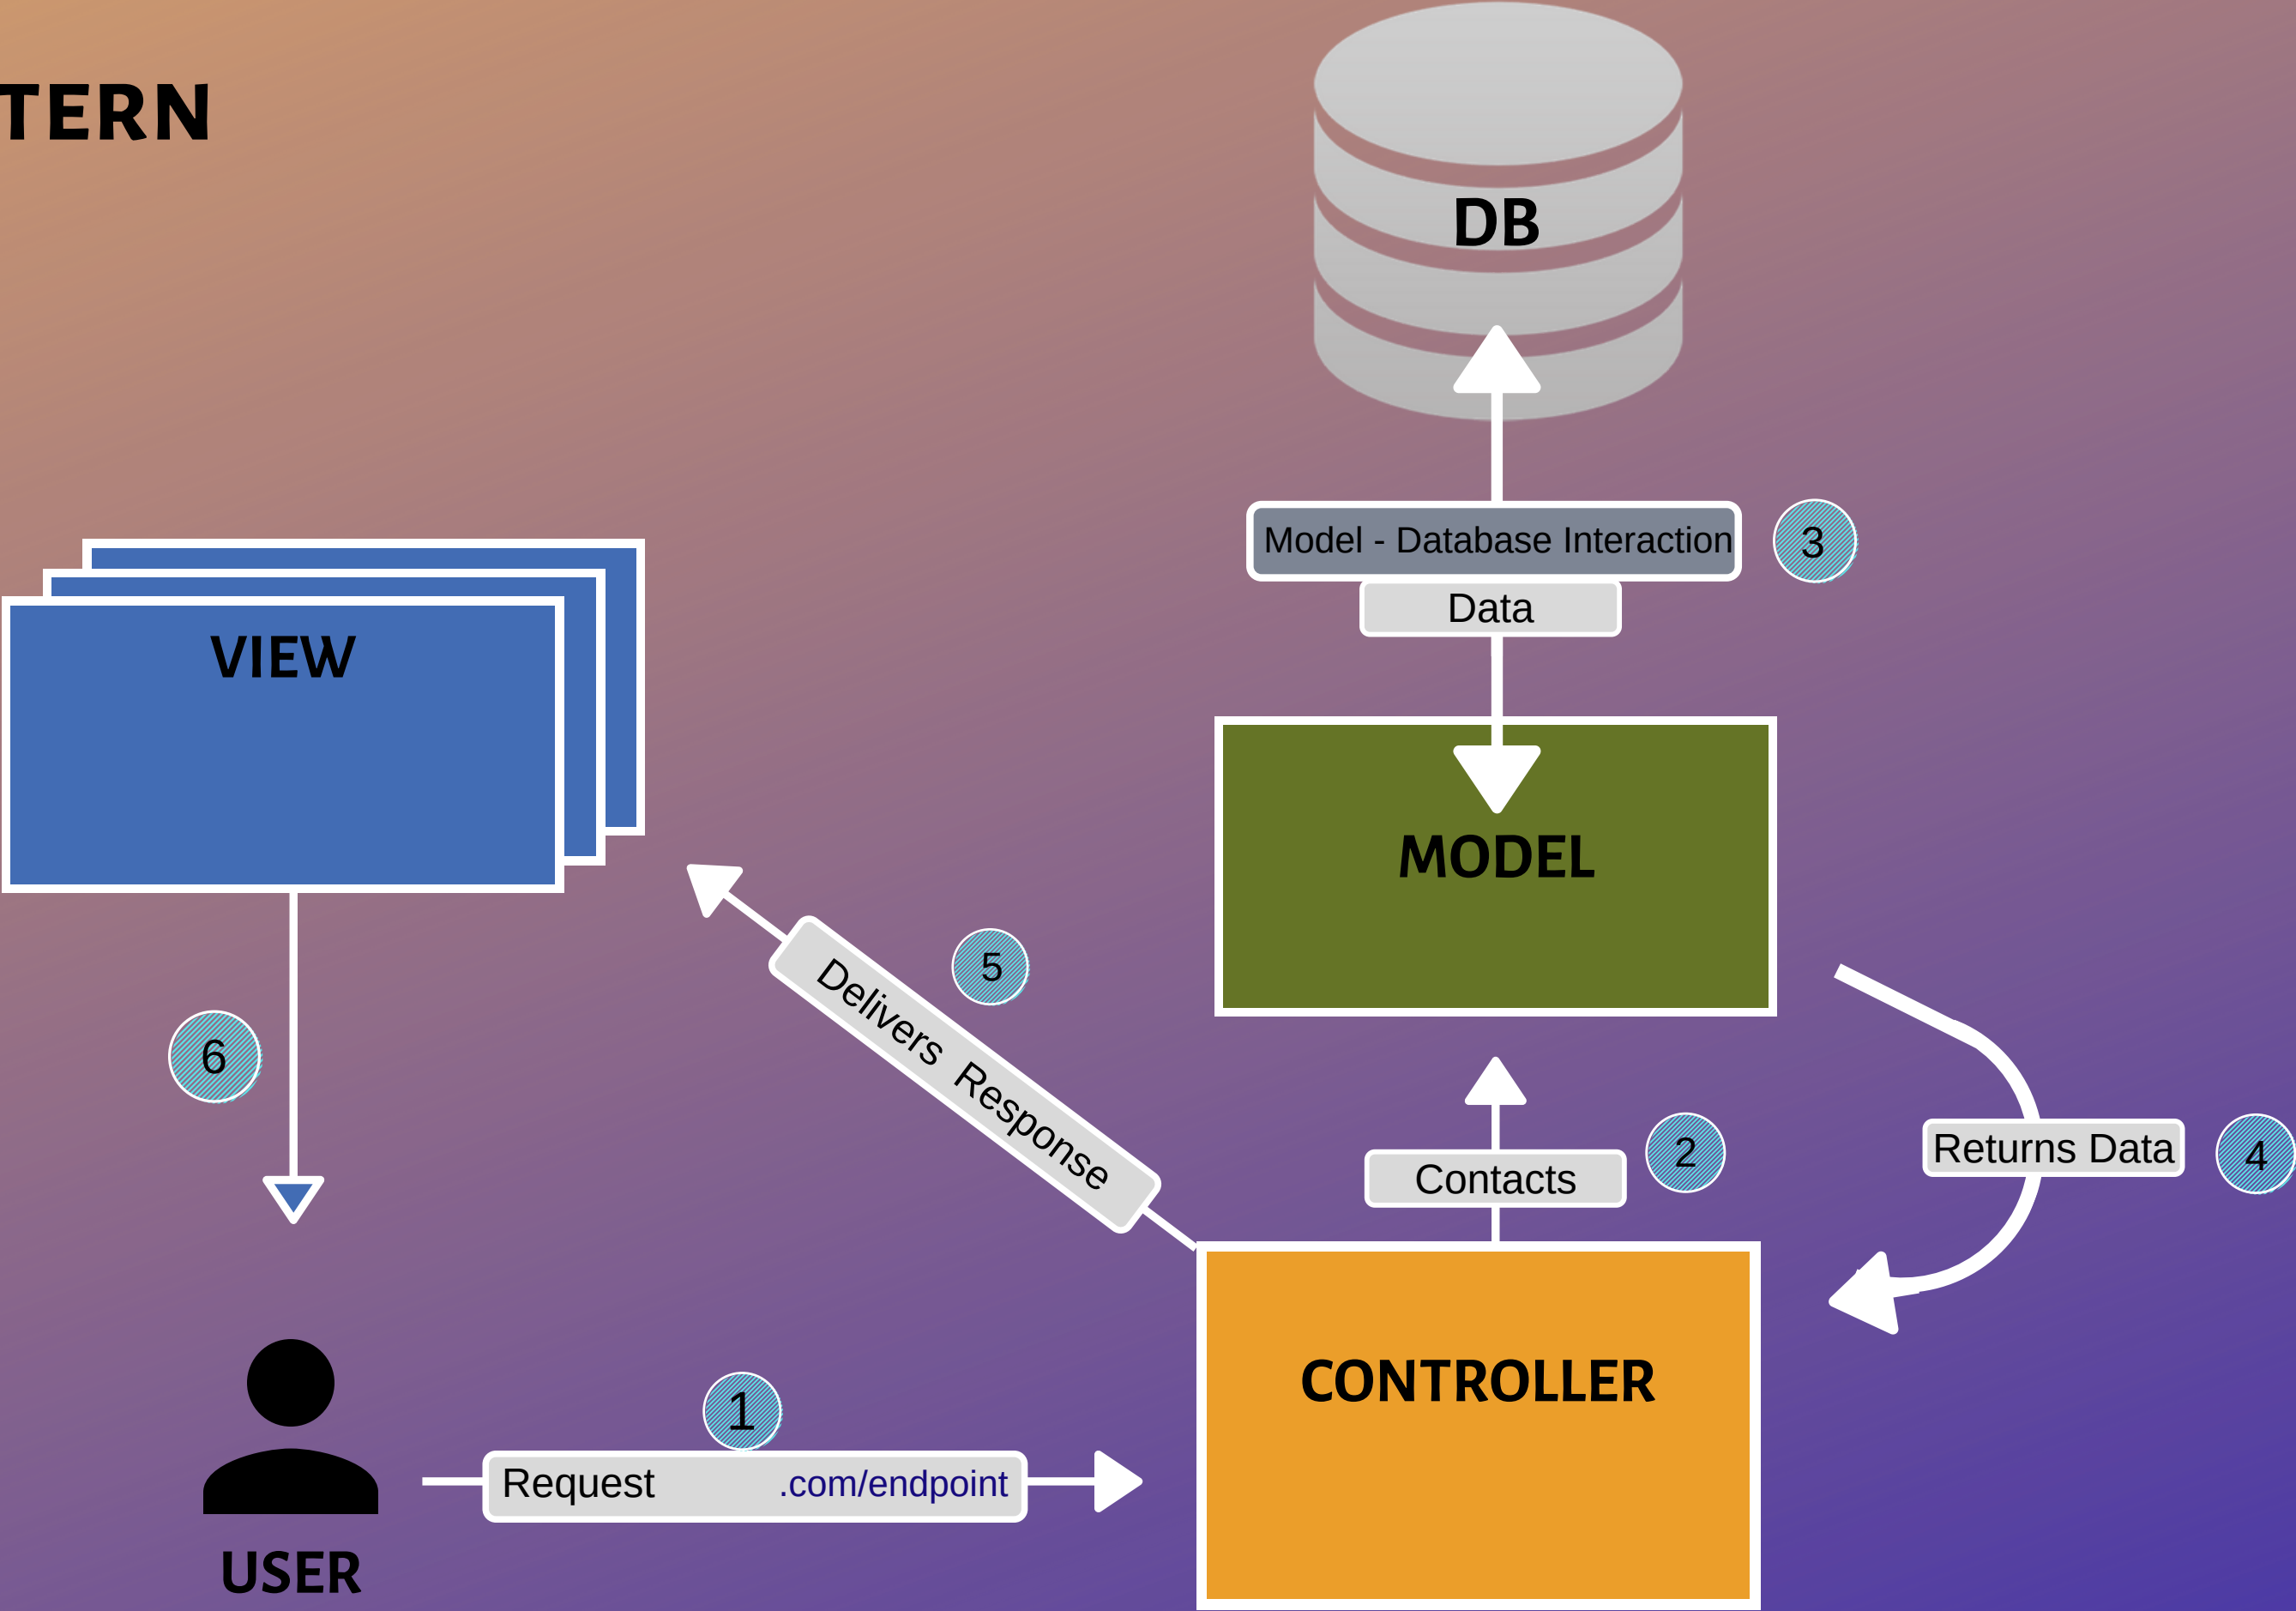 TERN
DB
Model - Database Interaction
3
Data
VIEW
MODEL
5
Delivers Response
6
Contacts
2
Returns Data
4
CONTROLLER
1
Request .com/endpoint
USER